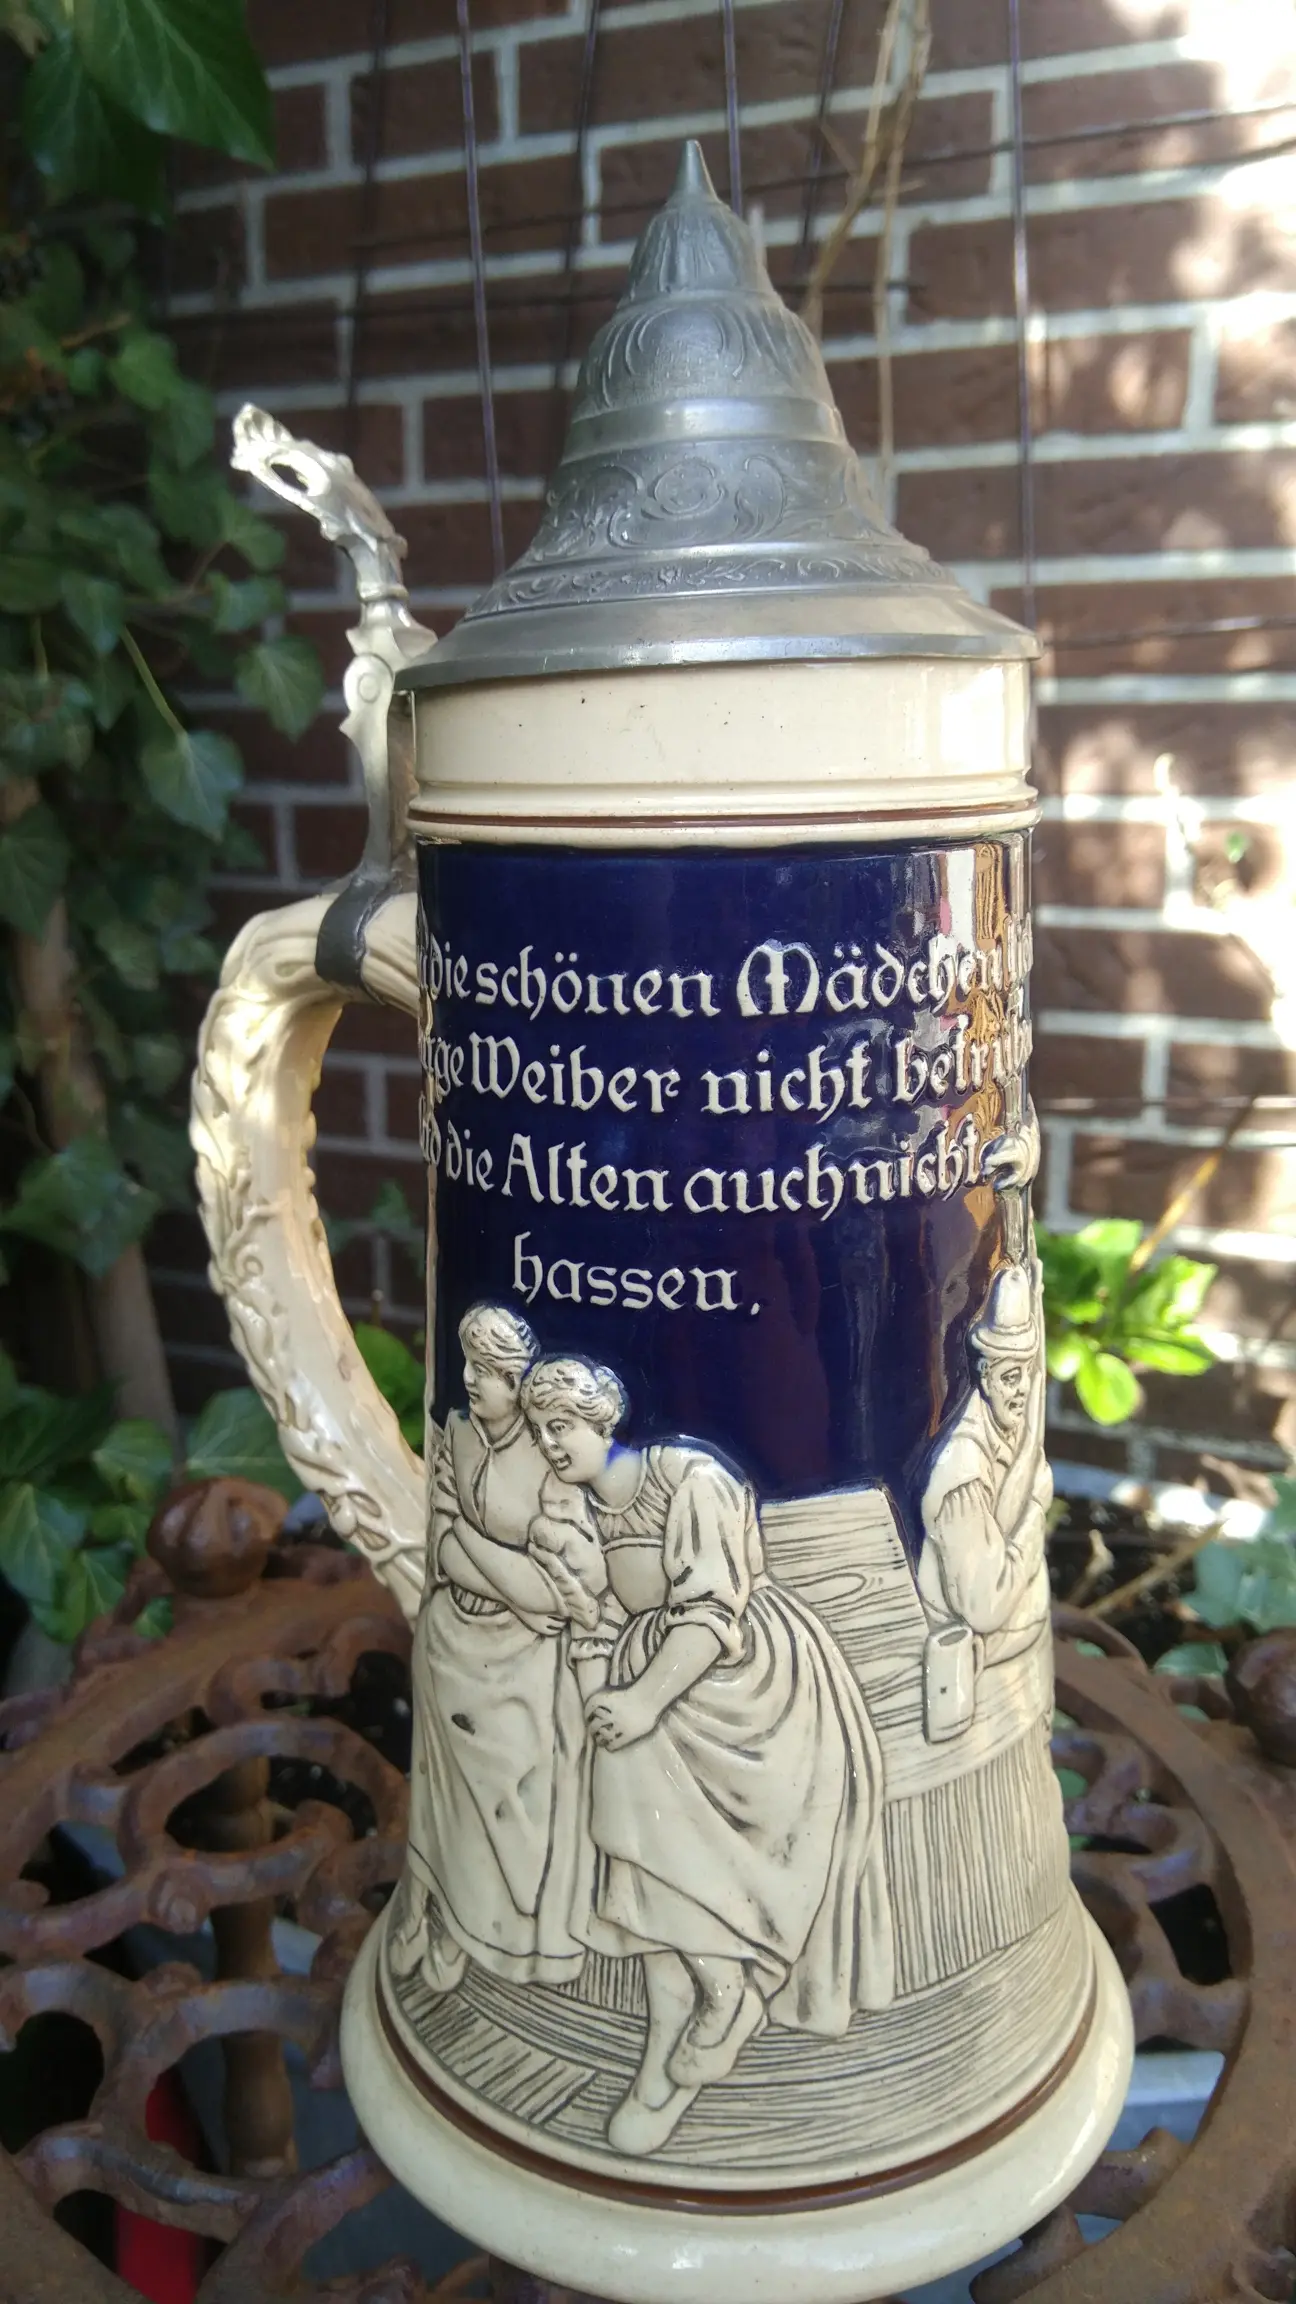 die schönen Mädchen
Weiber nicht
die Alten auch nicht
hassen.